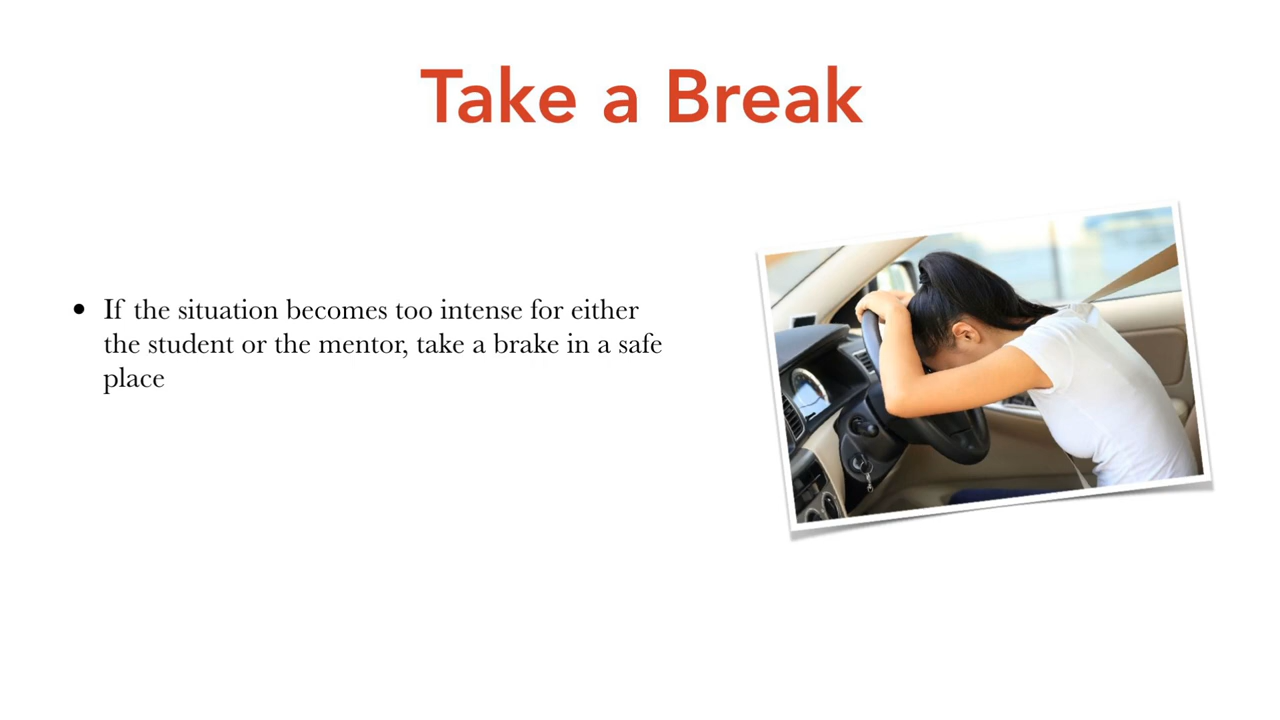 Take a Break
• If the situation becomes too intense for either
the student or the mentor, take a brake in a safe
place